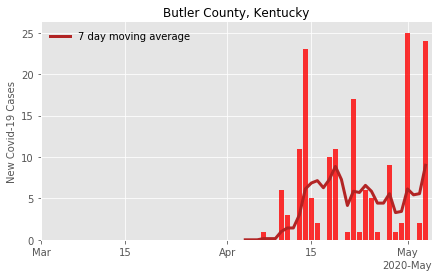 Butler County, Kentucky
7 day moving average
New Covid-19 Cases
25
20
15
10
5
0
Mar
15
Apr
15
May
2020-May